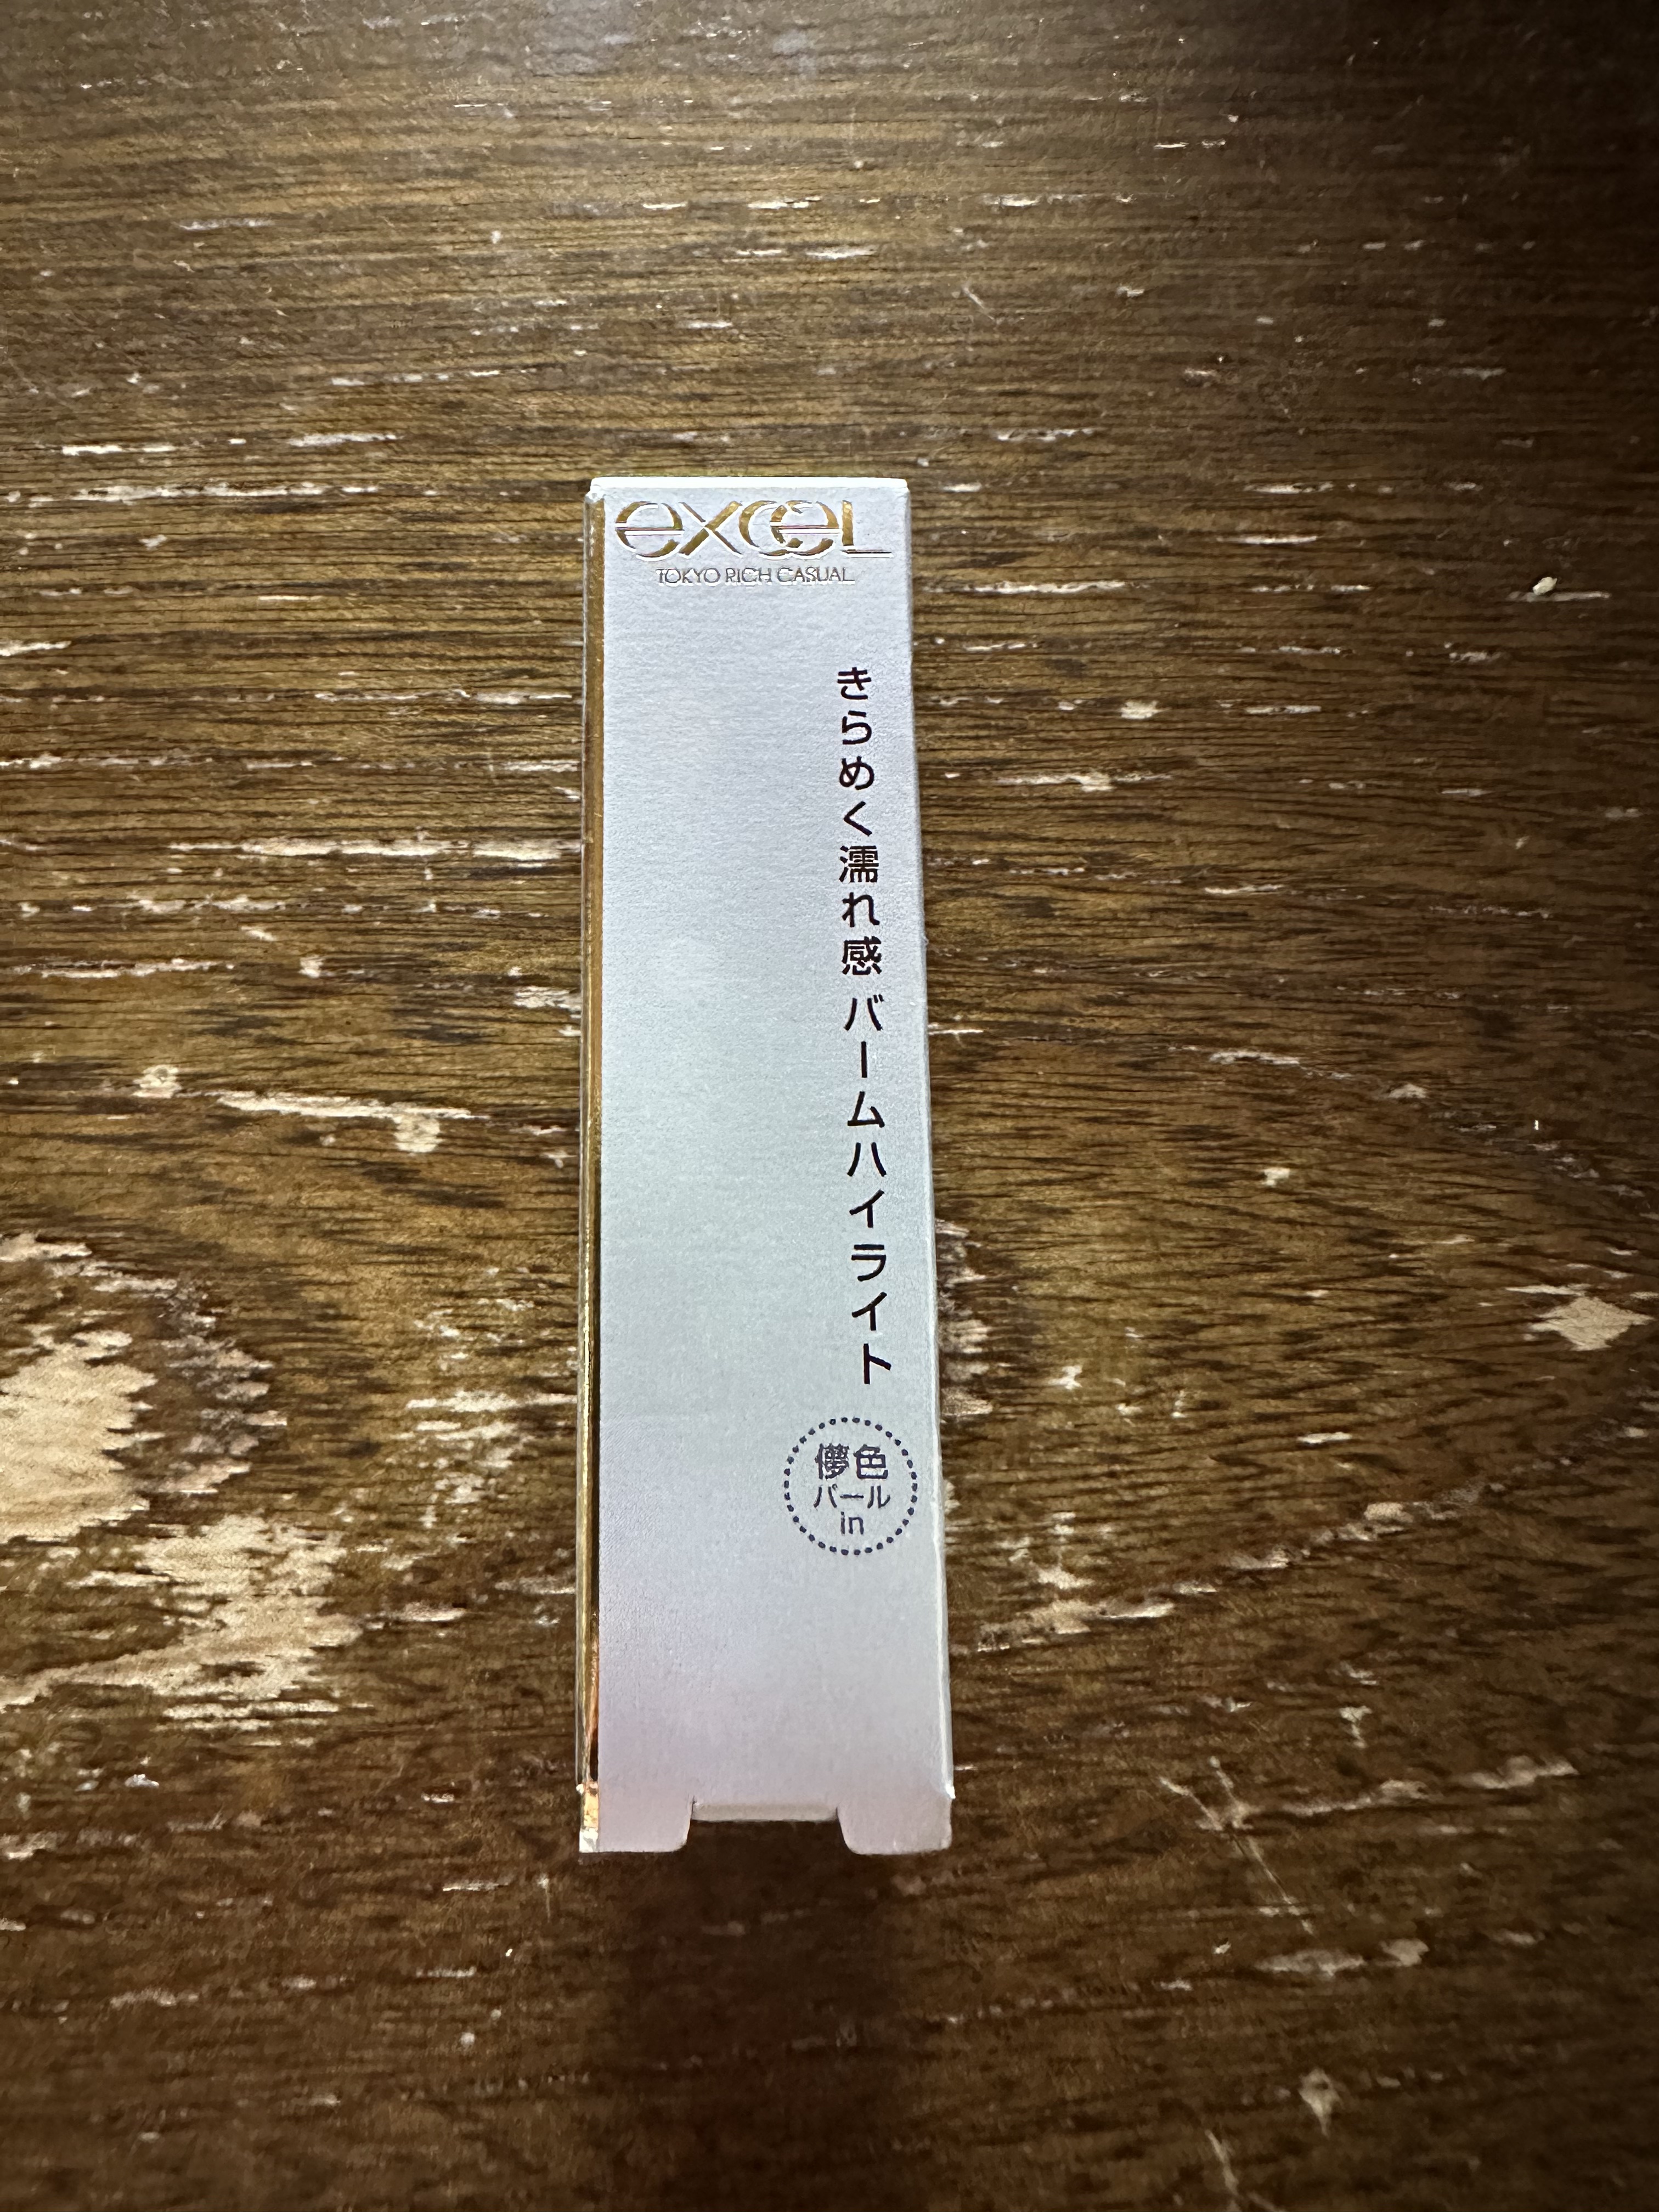 excel
TOKYO RICH CASUAL
きらめく濡れ感 バームハイライト
儚色
パール
in